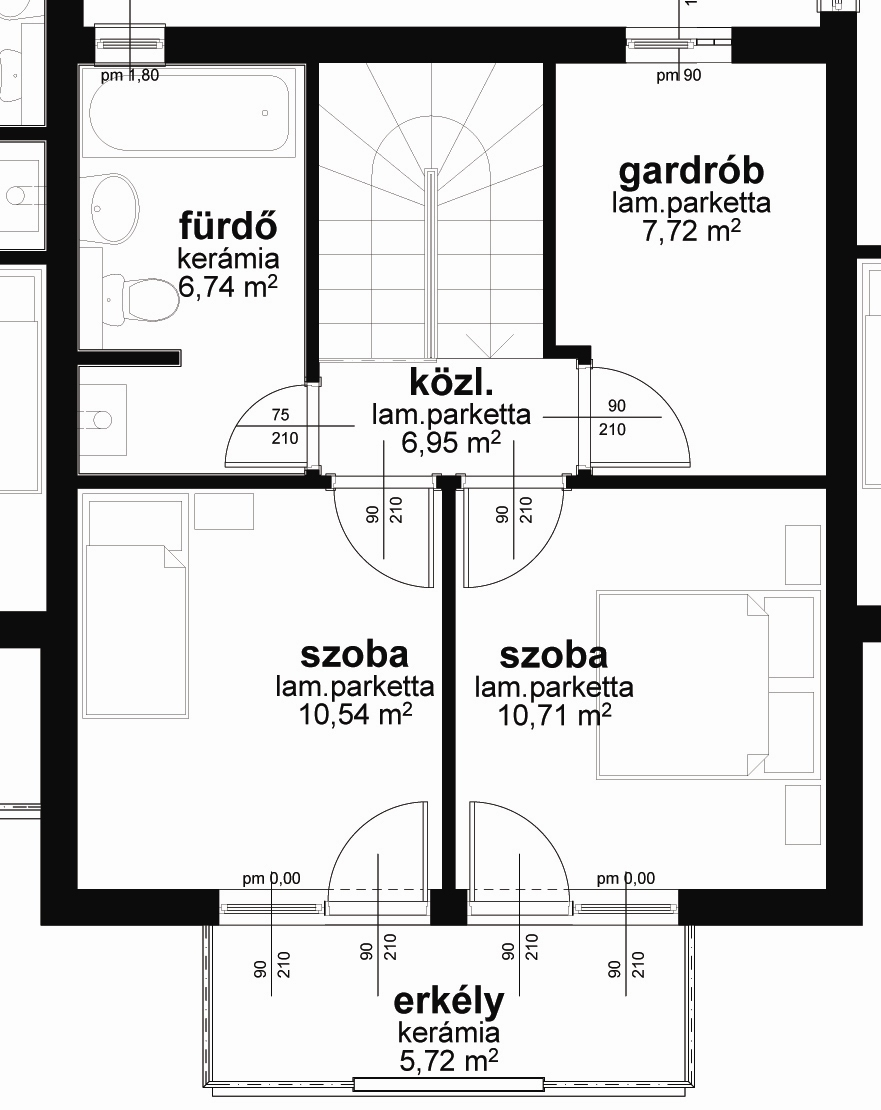 pm 1,80
pm 90
1
gardrób
lam.parketta
7,72 m²
fürdő
kerámia
6,74 m²
közl.
lam.parketta
6,95 m²
75
210
90
210
90
210
90
210
szoba
lam.parketta
10,54 m²
szoba
lam.parketta
10,71 m²
pm 0,00
pm 0,00
90
210
90
210
90
210
90
210
erkély
kerámia
5,72 m²